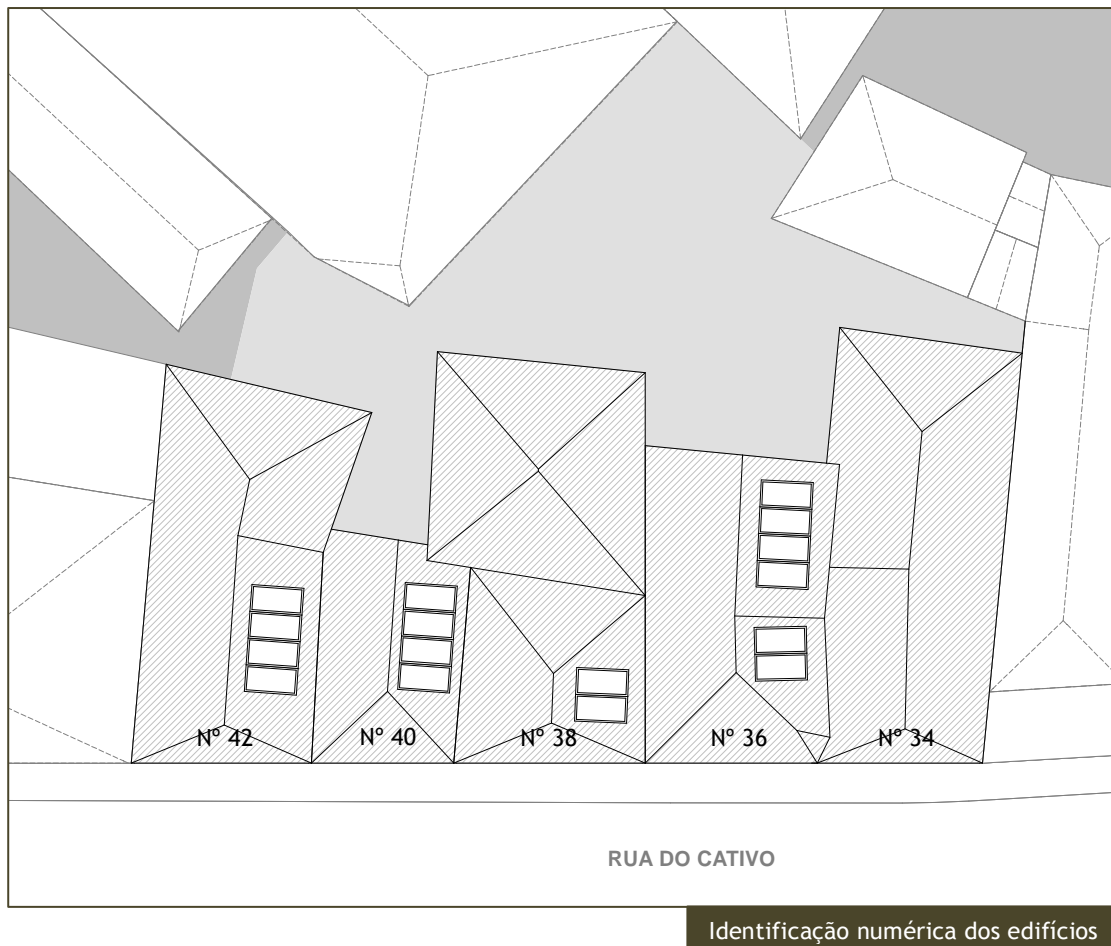 Nº 42
Nº 40
Nº 38
Nº 36
Nº 34
RUA DO CATIVO
Identificação numérica dos edifícios